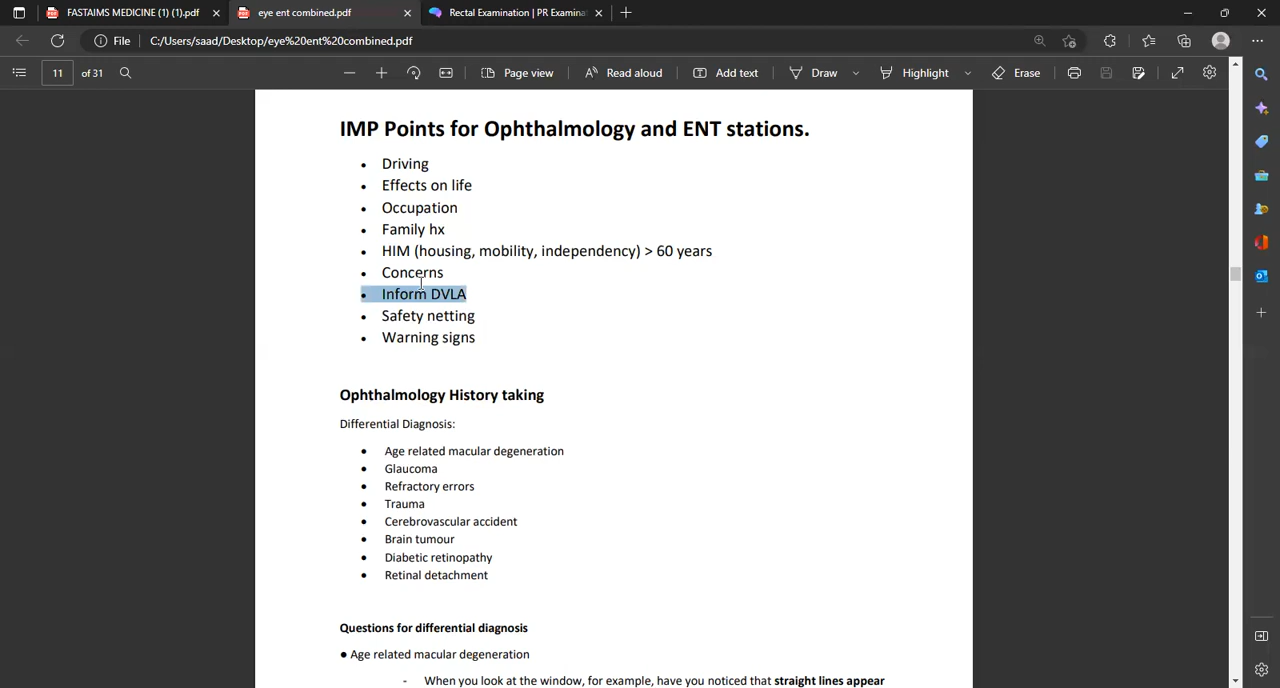 FASTAIMS MEDICINE (1) (1).pdf
eye ent combined.pdf
Rectal Examination | PR Examina
File
C:/Users/saad/Desktop/eye%20ent%20combined.pdf
11 of 31
Page view
Read aloud
Add text
Draw
Highlight
Erase
IMP Points for Ophthalmology and ENT stations.
• Driving
• Effects on life
• Occupation
• Family hx
• HIM (housing, mobility, independency) > 60 years
• Concerns
• Inform DVLA
• Safety netting
• Warning signs
Ophthalmology History taking
Differential Diagnosis:
• Age related macular degeneration
• Glaucoma
• Refractory errors
• Trauma
• Cerebrovascular accident
• Brain tumour
• Diabetic retinopathy
• Retinal detachment
Questions for differential diagnosis
● Age related macular degeneration
- When you look at the window, for example, have you noticed that straight lines appear